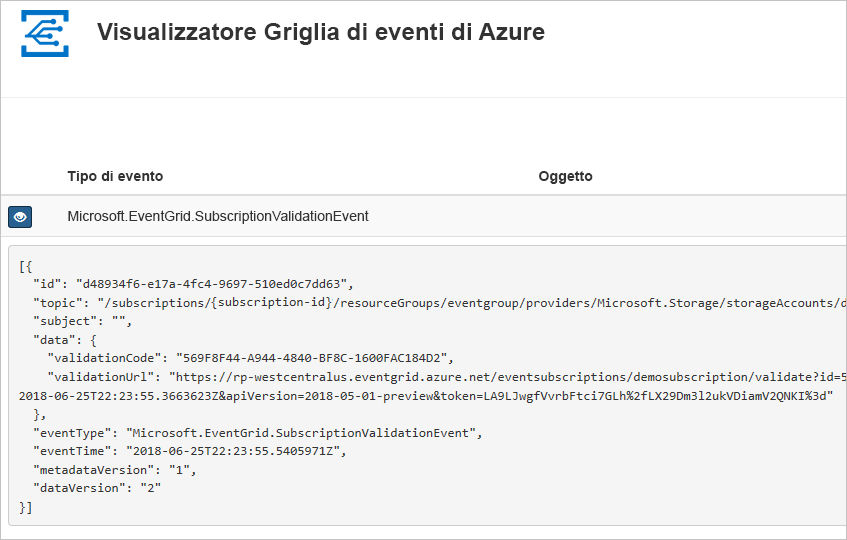 Visualizzatore Griglia di eventi di Azure
Tipo di evento Oggetto
Microsoft.EventGrid.SubscriptionValidationEvent
[{
"id": "d48934f6-e17a-4fc4-9697-510ed0c7dd63",
"topic": "/subscriptions/{subscription-id}/resourceGroups/eventgroup/providers/Microsoft.Storage/storageAccounts/d
"subject": "",
"data": {
"validationCode": "569F8F44-A944-4840-BF8C-1600FAC184D2",
"validationUrl": "https://rp-westcentralus.eventgrid.azure.net/eventsubscriptions/demosubscription/validate?id=5
2018-06-25T22:23:55.3663623Z&apiVersion=2018-05-01-preview&token=LA9LJwgfVvrbFtci7GLh%2fLX29Dm3l2ukVDiamV2QNKI%3d"
},
"eventType": "Microsoft.EventGrid.SubscriptionValidationEvent",
"eventTime": "2018-06-25T22:23:55.5405971Z",
"metadataVersion": "1",
"dataVersion": "2"
}]